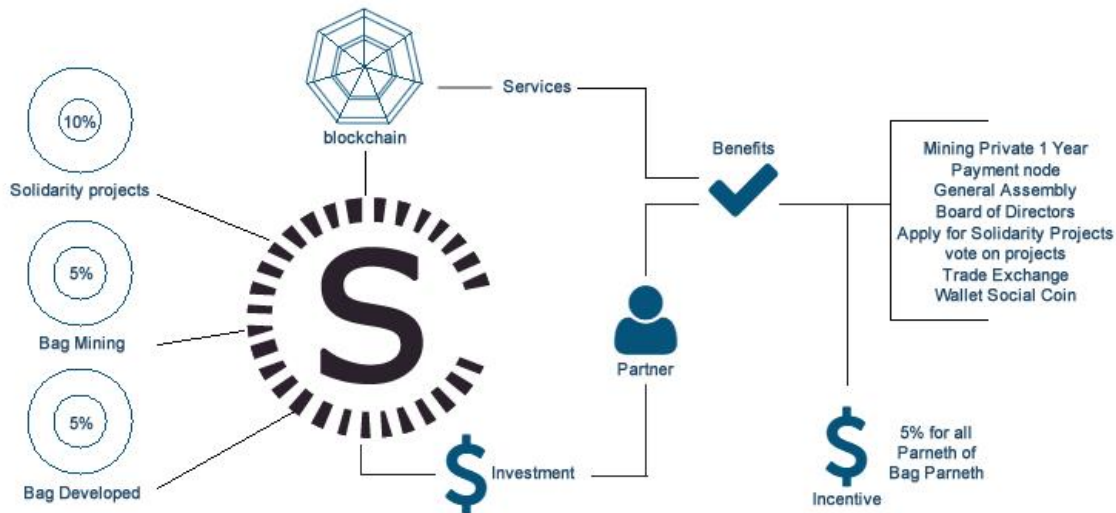 10%
Solidarity projects
5%
Bag Mining
5%
Bag Developed
blockchain
S
Services
Investment
Partner
Benefits
Mining Private 1 Year
Payment node
General Assembly
Board of Directors
Apply for Solidarity Projects
vote on projects
Trade Exchange
Wallet Social Coin
$
$
Incentive
5% for all
Parneth of
Bag Parneth